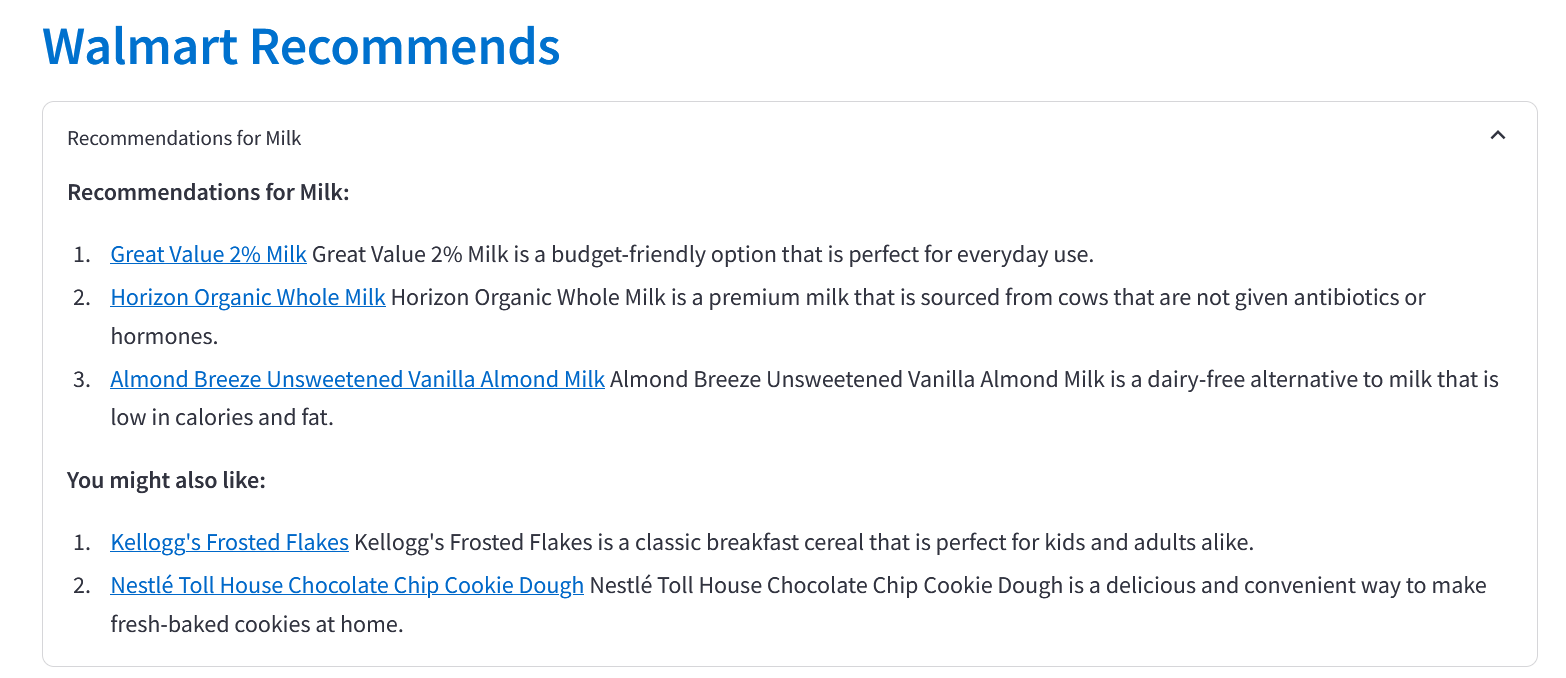 Walmart Recommends
Recommendations for Milk
Recommendations for Milk:
1. Great Value 2% Milk Great Value 2% Milk is a budget-friendly option that is perfect for everyday use.
2. Horizon Organic Whole Milk Horizon Organic Whole Milk is a premium milk that is sourced from cows that are not given antibiotics or
hormones.
3. Almond Breeze Unsweetened Vanilla Almond Milk Almond Breeze Unsweetened Vanilla Almond Milk is a dairy-free alternative to milk that is
low in calories and fat.
You might also like:
1. Kellogg's Frosted Flakes Kellogg's Frosted Flakes is a classic breakfast cereal that is perfect for kids and adults alike.
2. Nestlé Toll House Chocolate Chip Cookie Dough Nestlé Toll House Chocolate Chip Cookie Dough is a delicious and convenient way to make
fresh-baked cookies at home.